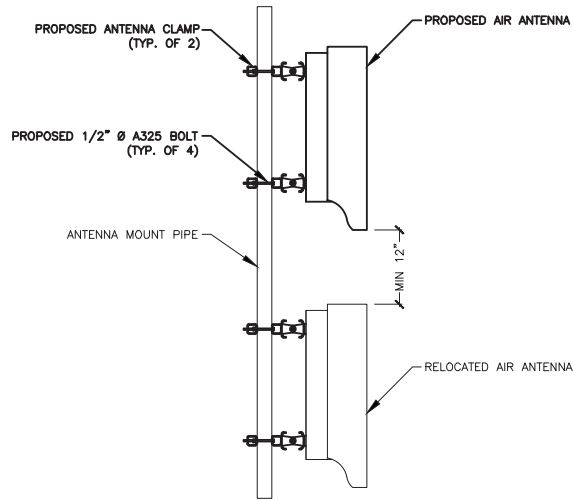 PROPOSED ANTENNA CLAMP
(TYP. OF 2)
PROPOSED AIR ANTENNA
PROPOSED 1/2" Ø A325 BOLT
(TYP. OF 4)
ANTENNA MOUNT PIPE
MIN 12"
RELOCATED AIR ANTENNA